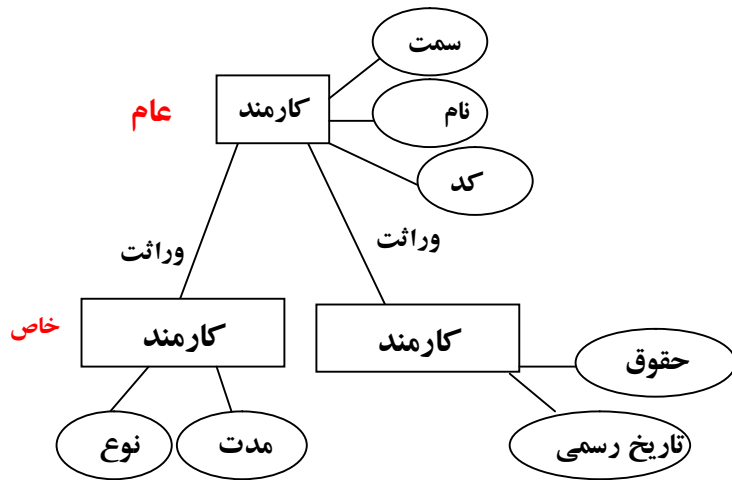 سمت
عام
کارمند
نام
کد
وراثت
وراثت
خاص
کارمند
کارمند
حقوق
نوع
مدت
تاریخ رسمی